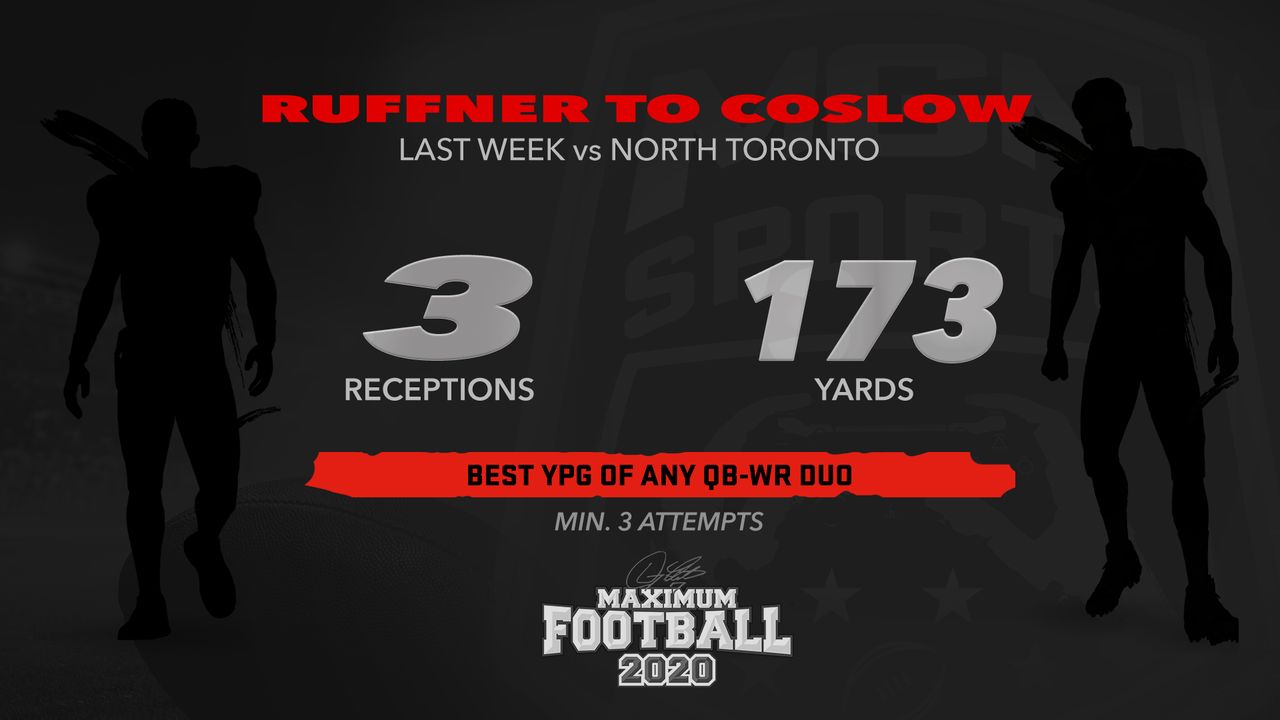 RUFFNER TO COSLOW
LAST WEEK vs NORTH TORONTO
3
173
RECEPTIONS
YARDS
BEST YPG OF ANY QB-WR DUO
MIN. 3 ATTEMPTS
MAXIMUM
FOOTBALL
2020
SPORTS